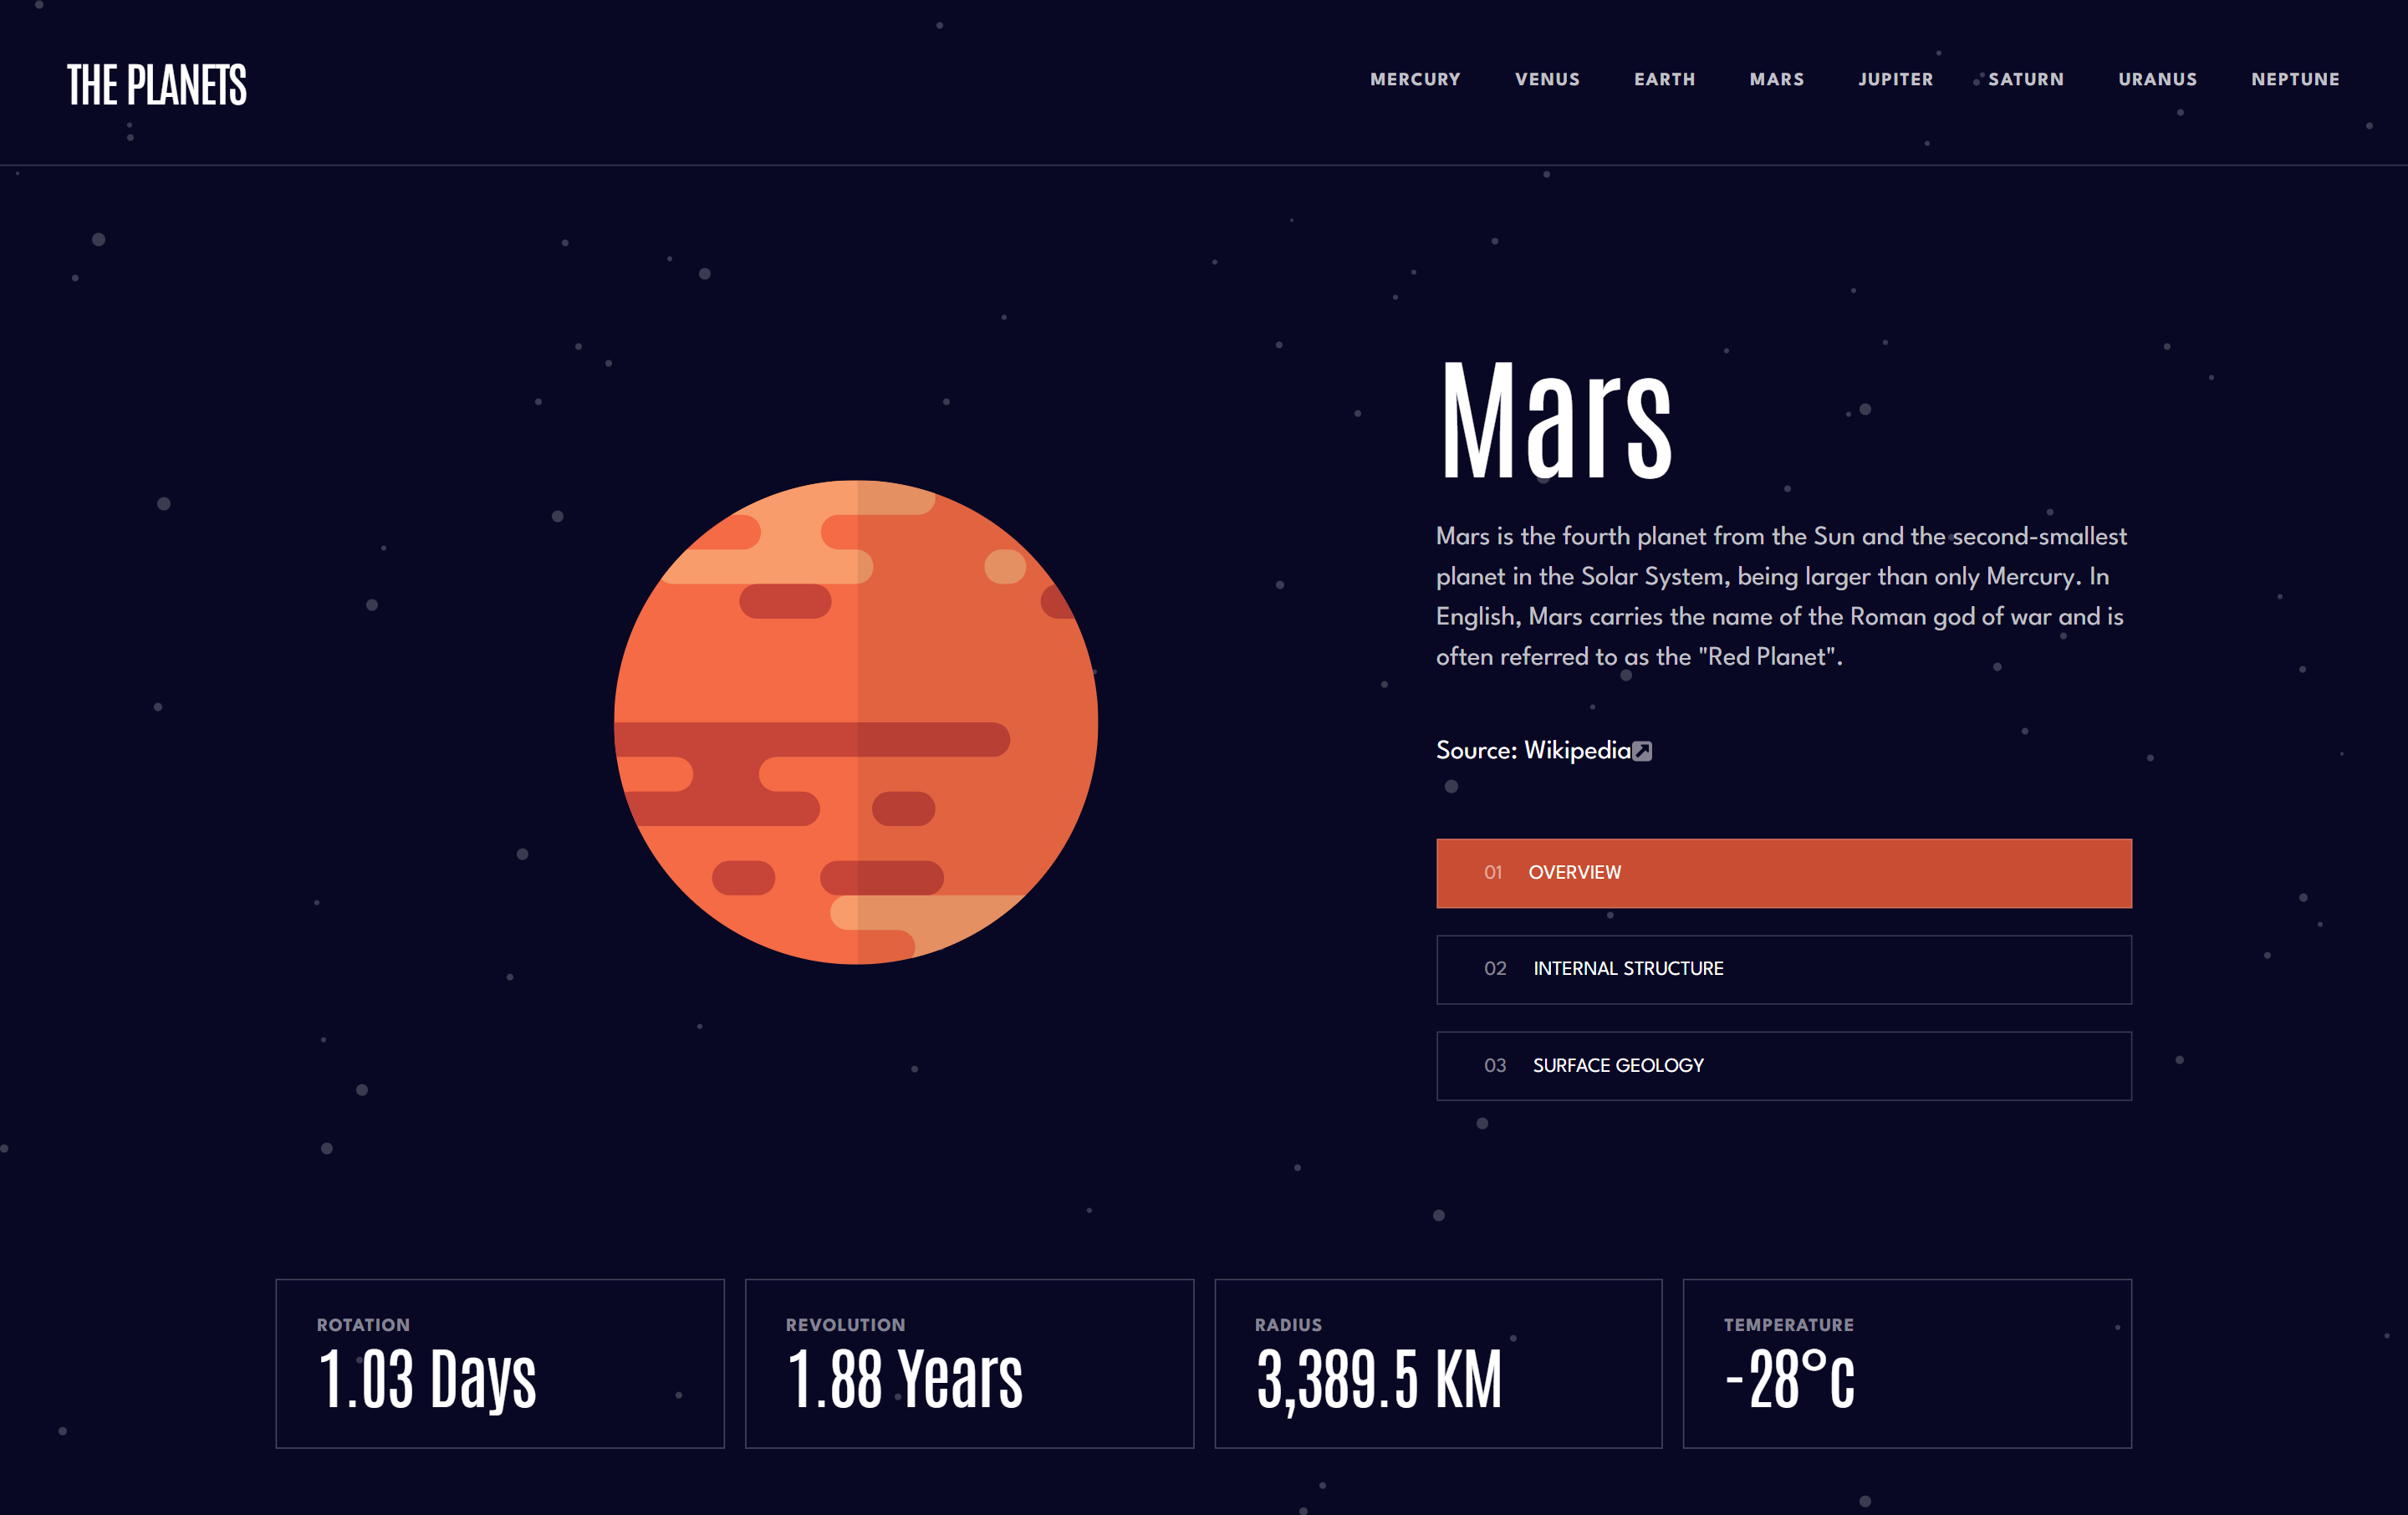 THE PLANETS
MERCURY VENUS EARTH MARS JUPITER SATURN URANUS NEPTUNE
Mars
Mars is the fourth planet from the Sun and the second-smallest
planet in the Solar System, being larger than only Mercury. In
English, Mars carries the name of the Roman god of war and is
often referred to as the "Red Planet".
Source: Wikipedia
01 OVERVIEW
02 INTERNAL STRUCTURE
03 SURFACE GEOLOGY
ROTATION
1.03 Days
REVOLUTION
1.88 Years
RADIUS
3,389.5 KM
TEMPERATURE
-28°c